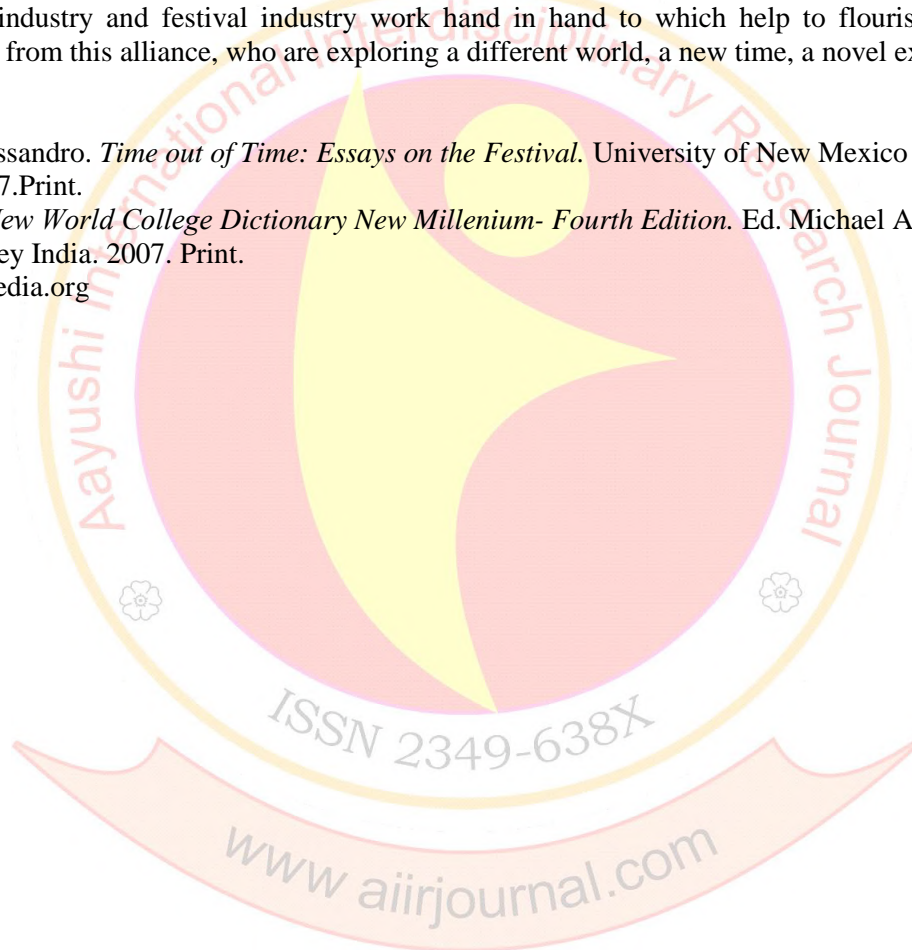 industry and festival industry work hand in hand to which help to flouris
from this alliance, who are exploring a different world, a new time, a novel ex
ssandro. Time out of Time: Essays on the Festival. University of New Mexico
7.Print.
New World College Dictionary New Millenium- Fourth Edition. Ed. Michael A
ey India. 2007. Print.
edia.org
Aayushi International Interdisciplinary Research Journal
ISSN 2349-638X
www aiirjournal.com